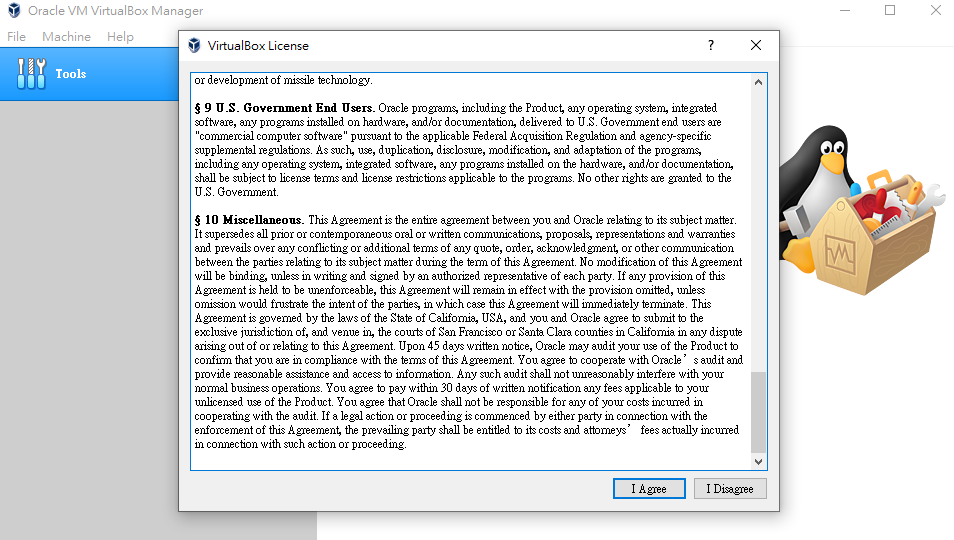 Oracle VM VirtualBox Manager
File Machine Help
Tools
VirtualBox License
?
or development of missile technology.
§ 9 U.S. Government End Users. Oracle programs, including the Product, any operating system, integrated
software, any programs installed on hardware, and/or documentation, delivered to U.S. Government end users are
"commercial computer software" pursuant to the applicable Federal Acquisition Regulation and agency-specific
supplemental regulations. As such, use, duplication, disclosure, modification, and adaptation of the programs,
including any operating system, integrated software, any programs installed on the hardware, and/or documentation,
shall be subject to license terms and license restrictions applicable to the programs. No other rights are granted to the
U.S. Government.
§ 10 Miscellaneous. This Agreement is the entire agreement between you and Oracle relating to its subject matter.
It supersedes all prior or contemporaneous oral or written communications, proposals, representations and warranties
and prevails over any conflicting or additional terms of any quote, order, acknowledgment, or other communication
between the parties relating to its subject matter during the term of this Agreement. No modification of this Agreement
will be binding, unless in writing and signed by an authorized representative of each party. If any provision of this
Agreement is held to be unenforceable, this Agreement will remain in effect with the provision omitted, unless
omission would frustrate the intent of the parties, in which case this Agreement will immediately terminate. This
Agreement is governed by the laws of the State of California, USA, and you and Oracle agree to submit to the
exclusive jurisdiction of, and venue in, the courts of San Francisco or Santa Clara counties in California in any dispute
arising out of or relating to this Agreement. Upon 45 days written notice, Oracle may audit your use of the Product to
confirm that you are in compliance with the terms of this Agreement. You agree to cooperate with Oracle’s audit and
provide reasonable assistance and access to information. Any such audit shall not unreasonably interfere with your
normal business operations. You agree to pay within 30 days of written notification any fees applicable to your
unlicensed use of the Product. You agree that Oracle shall not be responsible for any of your costs incurred in
cooperating with the audit. If a legal action or proceeding is commenced by either party in connection with the
enforcement of this Agreement, the prevailing party shall be entitled to its costs and attorneys’ fees actually incurred
in connection with such action or proceeding.
I Agree I Disagree